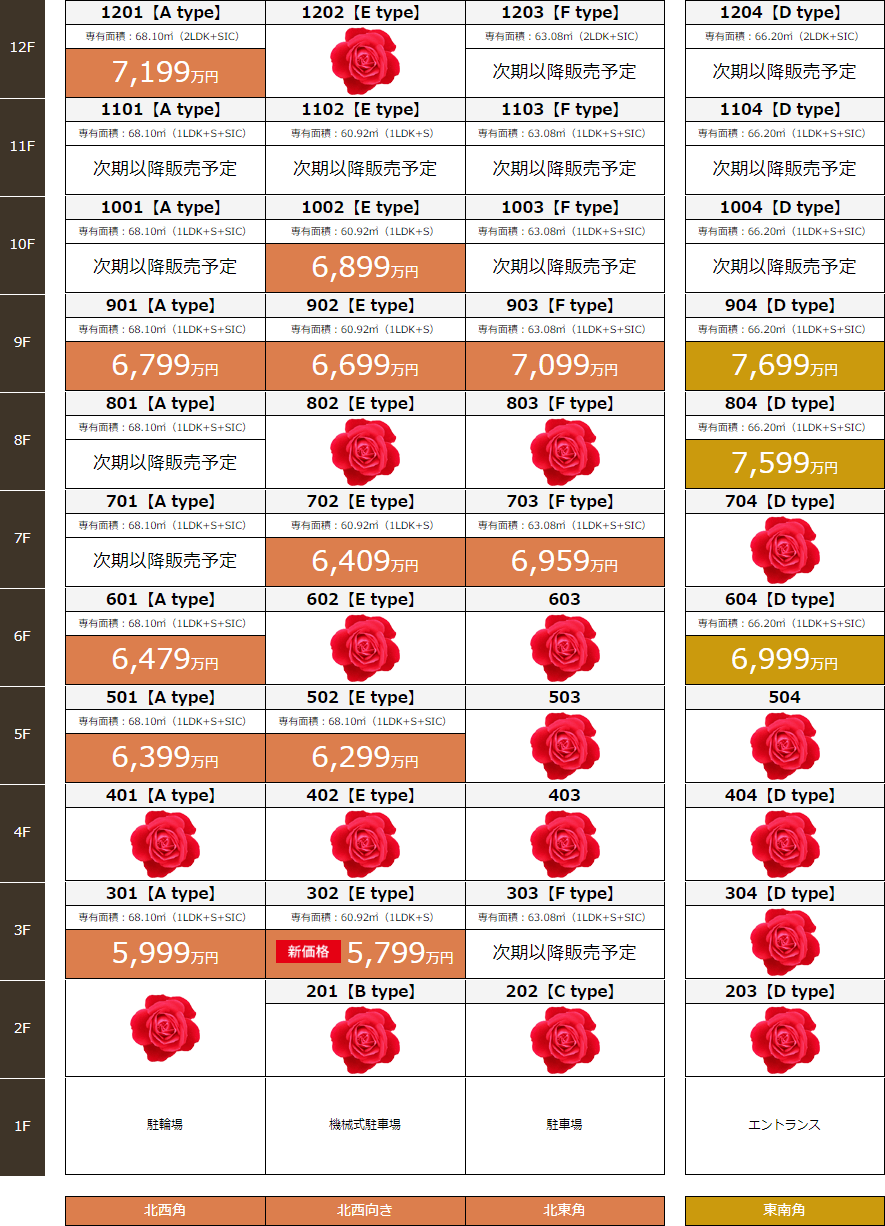 12F
1201【A type】
専有面積：68.10㎡（2LDK+SIC）
7,199万円
1202【E type】
1203【F type】
専有面積：63.08㎡（2LDK+SIC）
次期以降販売予定
1204【D type】
専有面積：66.20㎡（2LDK+SIC）
次期以降販売予定
11F
1101【A type】
専有面積：68.10㎡（1LDK+S+SIC）
次期以降販売予定
1102【E type】
専有面積：60.92㎡（1LDK+S）
次期以降販売予定
1103【F type】
専有面積：63.08㎡（1LDK+S+SIC）
次期以降販売予定
1104【D type】
専有面積：66.20㎡（1LDK+S+SIC）
次期以降販売予定
10F
1001【A type】
専有面積：68.10㎡（1LDK+S+SIC）
次期以降販売予定
1002【E type】
専有面積：60.92㎡（1LDK+S）
6,899万円
1003【F type】
専有面積：63.08㎡（1LDK+S+SIC）
次期以降販売予定
1004【D type】
専有面積：66.20㎡（1LDK+S+SIC）
次期以降販売予定
9F
901【A type】
専有面積：68.10㎡（1LDK+S+SIC）
6,799万円
902【E type】
専有面積：60.92㎡（1LDK+S）
6,699万円
903【F type】
専有面積：63.08㎡（1LDK+S+SIC）
7,099万円
904【D type】
専有面積：66.20㎡（1LDK+S+SIC）
7,699万円
8F
801【A type】
専有面積：68.10㎡（1LDK+S+SIC）
次期以降販売予定
802【E type】
803【F type】
804【D type】
専有面積：66.20㎡（1LDK+S+SIC）
7,599万円
7F
701【A type】
専有面積：68.10㎡（1LDK+S+SIC）
次期以降販売予定
702【E type】
専有面積：60.92㎡（1LDK+S）
6,409万円
703【F type】
専有面積：63.08㎡（1LDK+S+SIC）
6,959万円
704【D type】
6F
601【A type】
専有面積：68.10㎡（1LDK+S+SIC）
6,479万円
602【E type】
603
604【D type】
専有面積：66.20㎡（1LDK+S+SIC）
6,999万円
5F
501【A type】
専有面積：68.10㎡（1LDK+S+SIC）
6,399万円
502【E type】
専有面積：68.10㎡（1LDK+S+SIC）
6,299万円
503
504
4F
401【A type】
402【E type】
403
404【D type】
3F
301【A type】
専有面積：68.10㎡（1LDK+S+SIC）
5,999万円
302【E type】
専有面積：60.92㎡（1LDK+S）
新価格 5,799万円
303【F type】
専有面積：63.08㎡（1LDK+S+SIC）
次期以降販売予定
304【D type】
2F
201【B type】
202【C type】
203【D type】
1F
駐輪場
機械式駐車場
駐車場
エントランス
北西角
北西向き
北東角
東南角